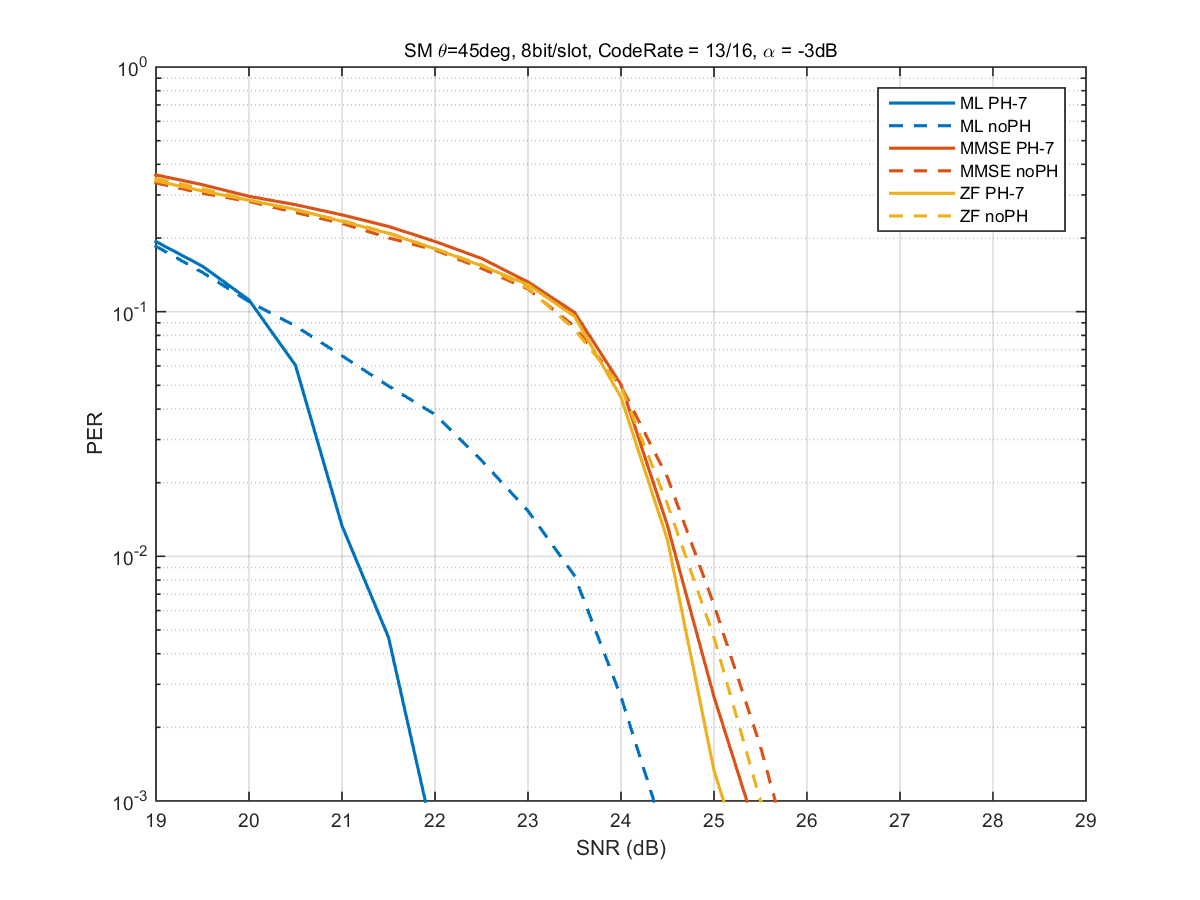 SM θ=45deg, 8bit/slot, CodeRate = 13/16, α = -3dB
10^0
10^-1
10^-2
10^-3
PER
ML PH-7
ML noPH
MMSE PH-7
MMSE noPH
ZF PH-7
ZF noPH
19 20 21 22 23 24 25 26 27 28 29
SNR (dB)